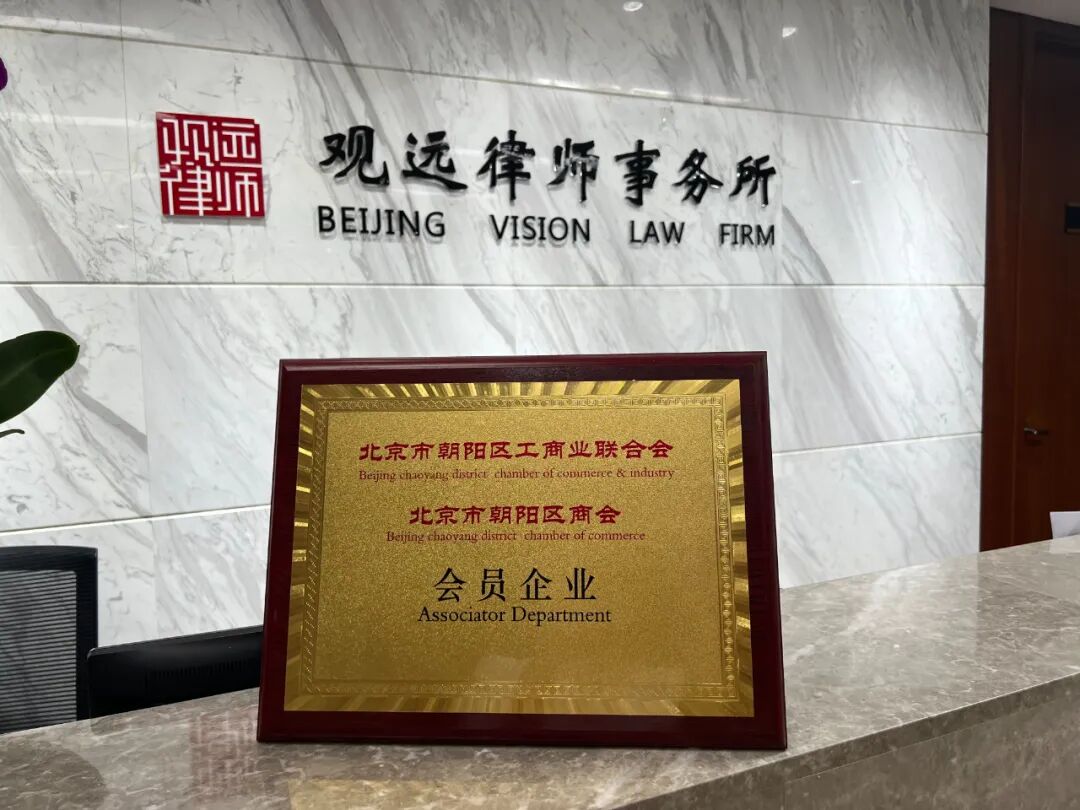 观远律师
观远律师事务所
BEIJING VISION LAW FIRM
北京市朝阳区工商业联合会
Beijing chaoyang district chamber of commerce & industry
北京市朝阳区商会
Beijing chaoyang district chamber of commerce
会员企业
Associator Department